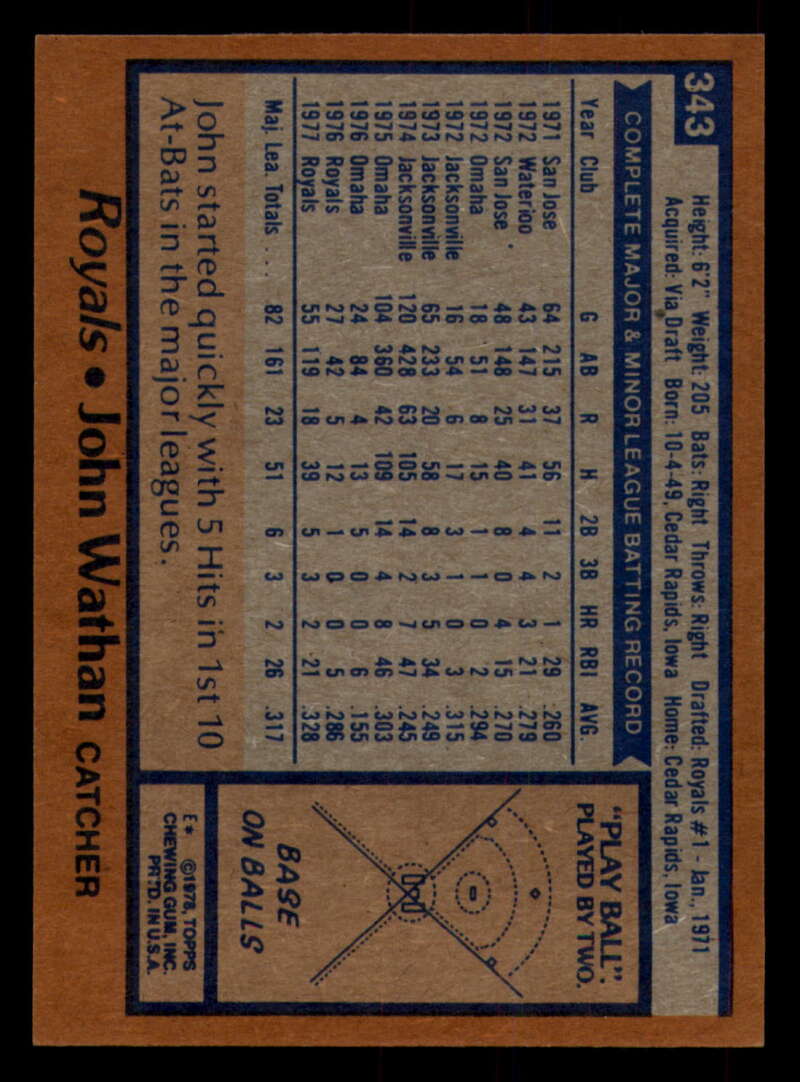 343
Height: 6'2" Weight: 205 Bats: Right Throws: Right Drafted: Royals #1 - Jan., 1971
Acquired: Via Draft Born: 10-4-49, Cedar Rapids, Iowa Home: Cedar Rapids, Iowa
COMPLETE MAJOR & MINOR LEAGUE BATTING RECORD
Year Club G AB R H 2B 3B HR RBI AVG.
1971 San Jose 64 215 37 56 11 2 1 29 .260
1972 Waterloo 43 147 31 41 4 4 3 21 .279
1972 San Jose 48 148 25 40 8 0 4 15 .270
1972 Omaha 18 51 8 15 1 1 0 2 .294
1972 Jacksonville 16 54 6 17 3 1 0 3 .315
1973 Jacksonville 65 233 20 58 8 3 5 34 .249
1974 Jacksonville 120 428 63 105 14 2 7 47 .245
1975 Omaha 104 360 42 109 14 4 8 46 .303
1976 Omaha 24 84 4 13 5 0 0 6 .155
1976 Royals 27 42 5 12 1 0 0 5 .286
1977 Royals 55 119 18 39 5 3 2 21 .328
Maj. Lea. Totals ... 82 161 23 51 6 3 2 26 .317
John started quickly with 5 Hits in 1st 10
At-Bats in the major leagues.
"PLAY BALL".
PLAYED BY TWO.
BASE
ON BALLS
E* ©1978, TOPPS
CHEWING GUM, INC.
PRTD. IN U.S.A.
Royals • John Wathan CATCHER